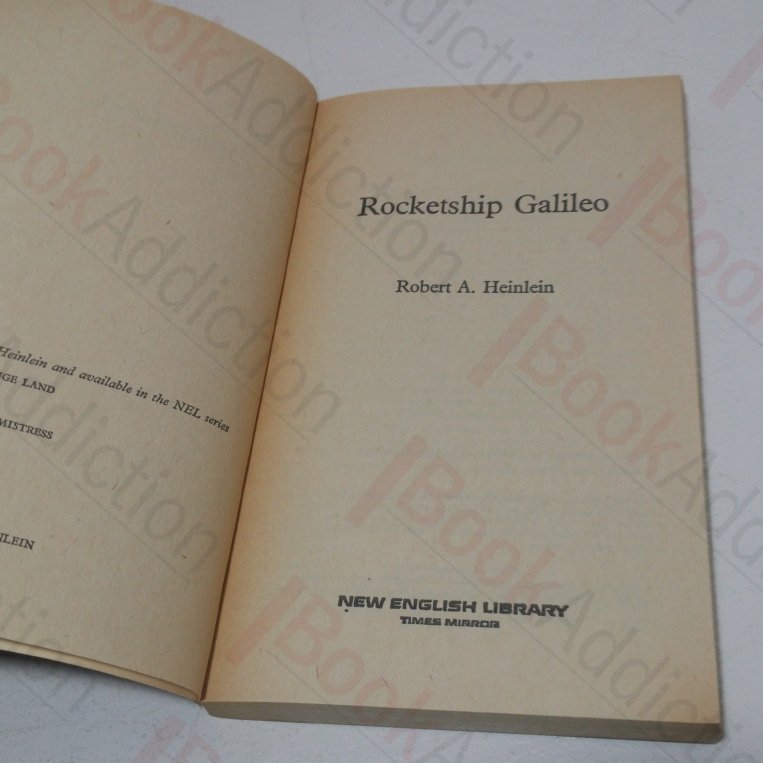 Heinlein and available in the NEL series
GE LAND
MISTRESS
NLEIN
Rocketship Galileo
Robert A. Heinlein
NEW ENGLISH LIBRARY
TIMES MIRROR
BookAddiction